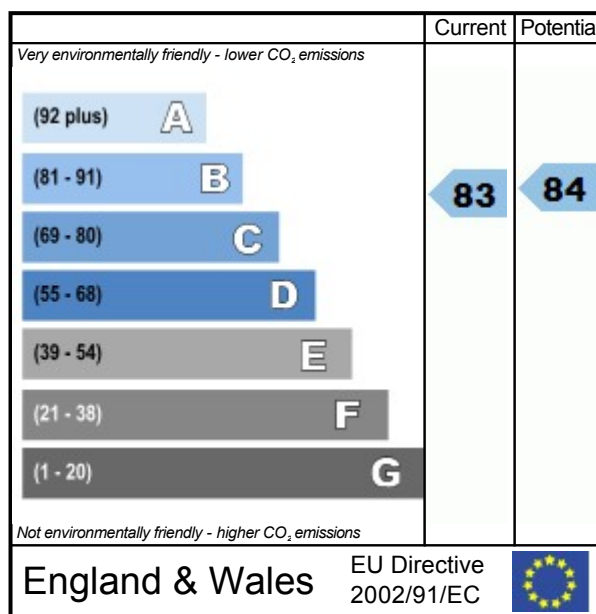 Current Potentia
Very environmentally friendly - lower CO₂ emissions
(92 plus) A
(81 - 91) B
83 84
(69 - 80) C
(55 - 68) D
(39 - 54) E
(21 - 38) F
(1 - 20) G
Not environmentally friendly - higher CO₂ emissions
England & Wales
EU Directive
2002/91/EC